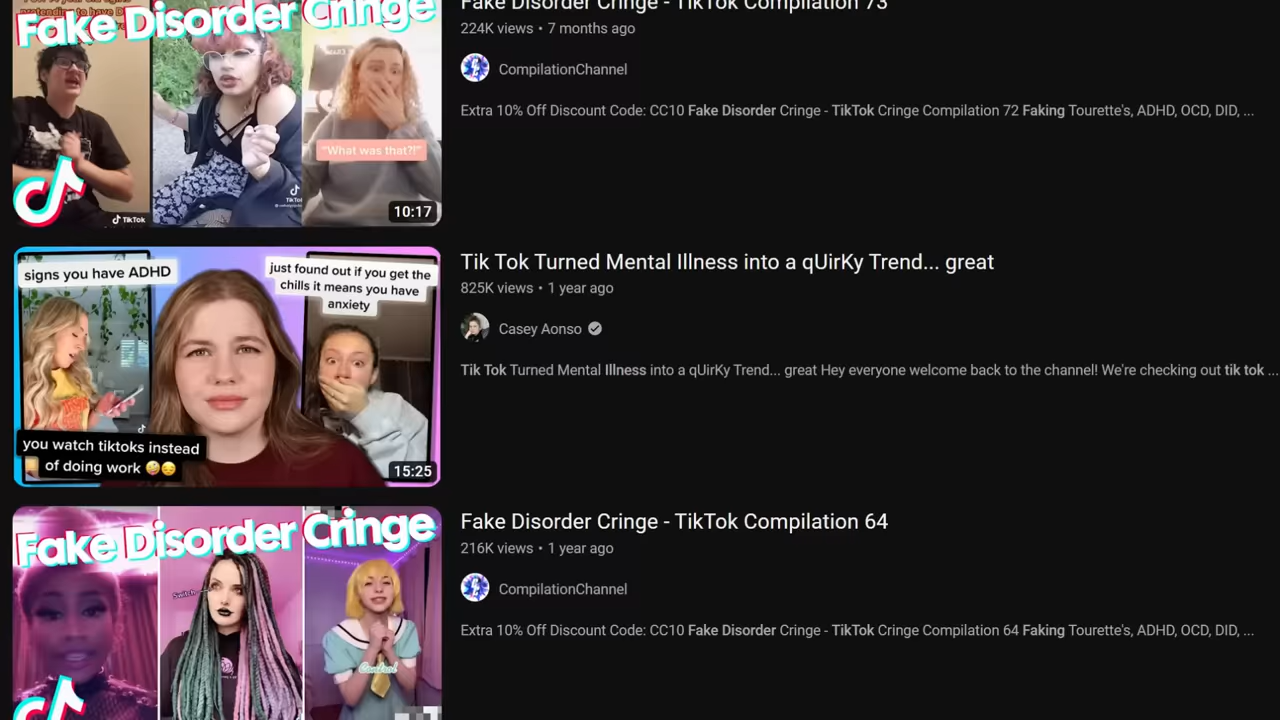 Fake Disorder Cringe - TikTok Compilation 73
224K views • 7 months ago
CompilationChannel
Extra 10% Off Discount Code: CC10 Fake Disorder Cringe - TikTok Cringe Compilation 72 Faking Tourette's, ADHD, OCD, DID, ...
Fake Disorder Cringe
"What was that?!"
TikTok
TikTok
10:17
Tik Tok Turned Mental Illness into a qUirKy Trend... great
825K views • 1 year ago
Casey Aonso
Tik Tok Turned Mental Illness into a qUirKy Trend... great Hey everyone welcome back to the channel! We're checking out tik tok ...
signs you have ADHD
just found out if you get the
chills it means you have
anxiety
you watch tiktoks instead
of doing work 🤪😔
15:25
Fake Disorder Cringe - TikTok Compilation 64
216K views • 1 year ago
CompilationChannel
Extra 10% Off Discount Code: CC10 Fake Disorder Cringe - TikTok Cringe Compilation 64 Faking Tourette's, ADHD, OCD, DID, ...
Fake Disorder Cringe
Switch
Control